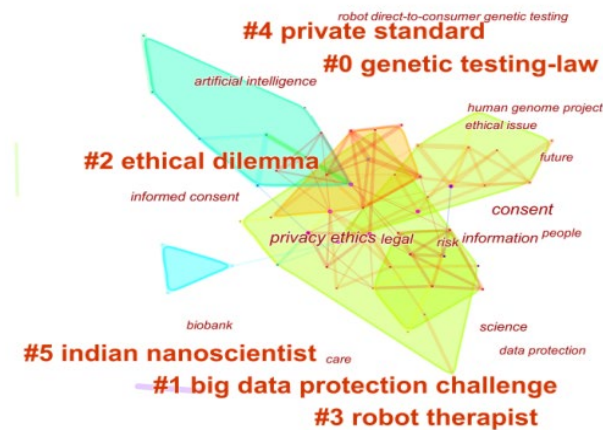 robot direct-to-consumer genetic testing
#4 private standard
#0 genetic testing-law
artificial intelligence
human genome project
ethical issue
#2 ethical dilemma
future
informed consent
consent
privacy ethics legal risk information people
biobank
science
#5 indian nanoscientist
care
data protection
#1 big data protection challenge
#3 robot therapist